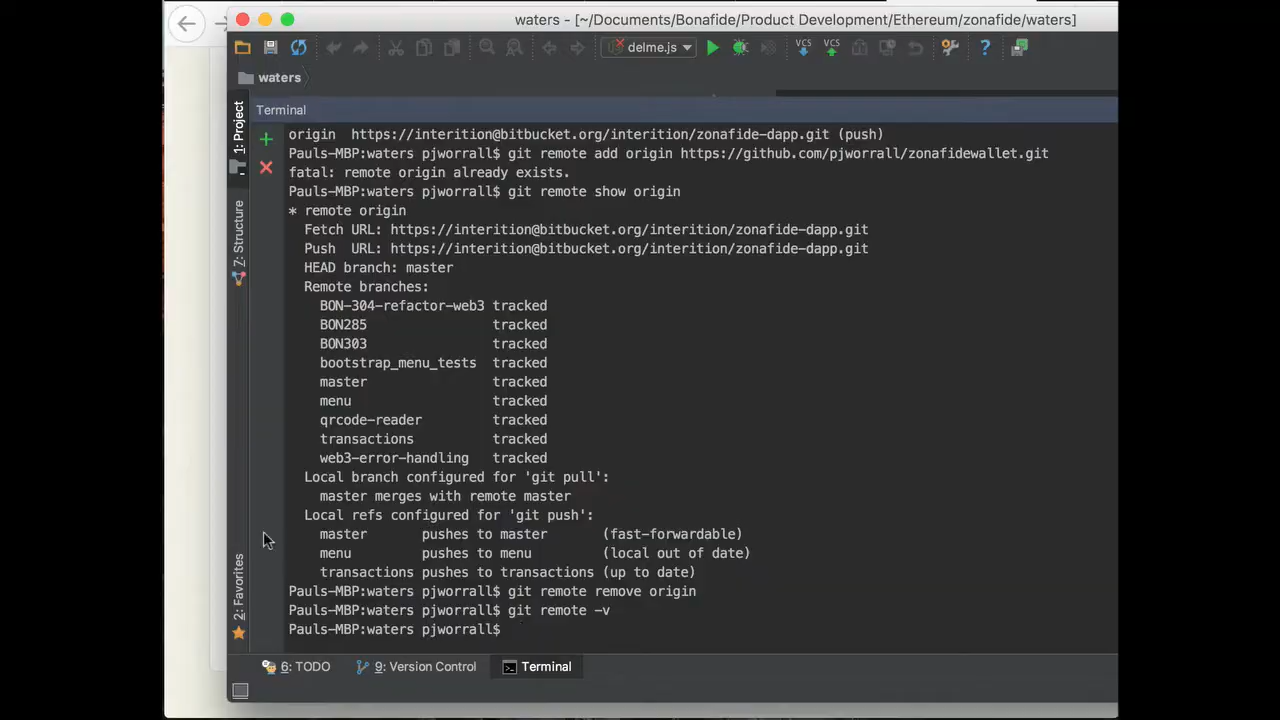 waters - [~/Documents/Bonafide/Product Development/Ethereum/zonafide/waters]
delme.js
VCS VCS
waters
1: Project
7: Structure
2: Favorites
Terminal
origin  https://interition@bitbucket.org/interition/zonafide-dapp.git (push)
Pauls-MBP:waters pjworrall$ git remote add origin https://github.com/pjworrall/zonafidewallet.git
fatal: remote origin already exists.
Pauls-MBP:waters pjworrall$ git remote show origin
* remote origin
  Fetch URL: https://interition@bitbucket.org/interition/zonafide-dapp.git
  Push  URL: https://interition@bitbucket.org/interition/zonafide-dapp.git
  HEAD branch: master
  Remote branches:
    BON-304-refactor-web3 tracked
    BON285                tracked
    BON303                tracked
    bootstrap_menu_tests  tracked
    master                tracked
    menu                  tracked
    qrcode-reader         tracked
    transactions          tracked
    web3-error-handling   tracked
  Local branch configured for 'git pull':
    master merges with remote master
  Local refs configured for 'git push':
    master       pushes to master       (fast-forwardable)
    menu         pushes to menu         (local out of date)
    transactions pushes to transactions (up to date)
Pauls-MBP:waters pjworrall$ git remote remove origin
Pauls-MBP:waters pjworrall$ git remote -v
Pauls-MBP:waters pjworrall$
6: TODO 9: Version Control Terminal